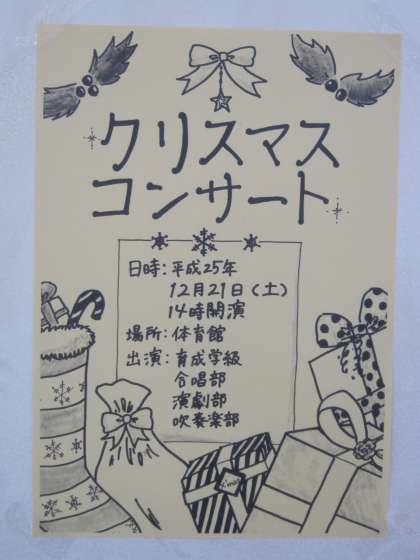 クリスマス
コンサート
日時：平成25年
12月21日（土）
14時開演
場所：体育館
出演：育成学級
合唱部
演劇部
吹奏楽部